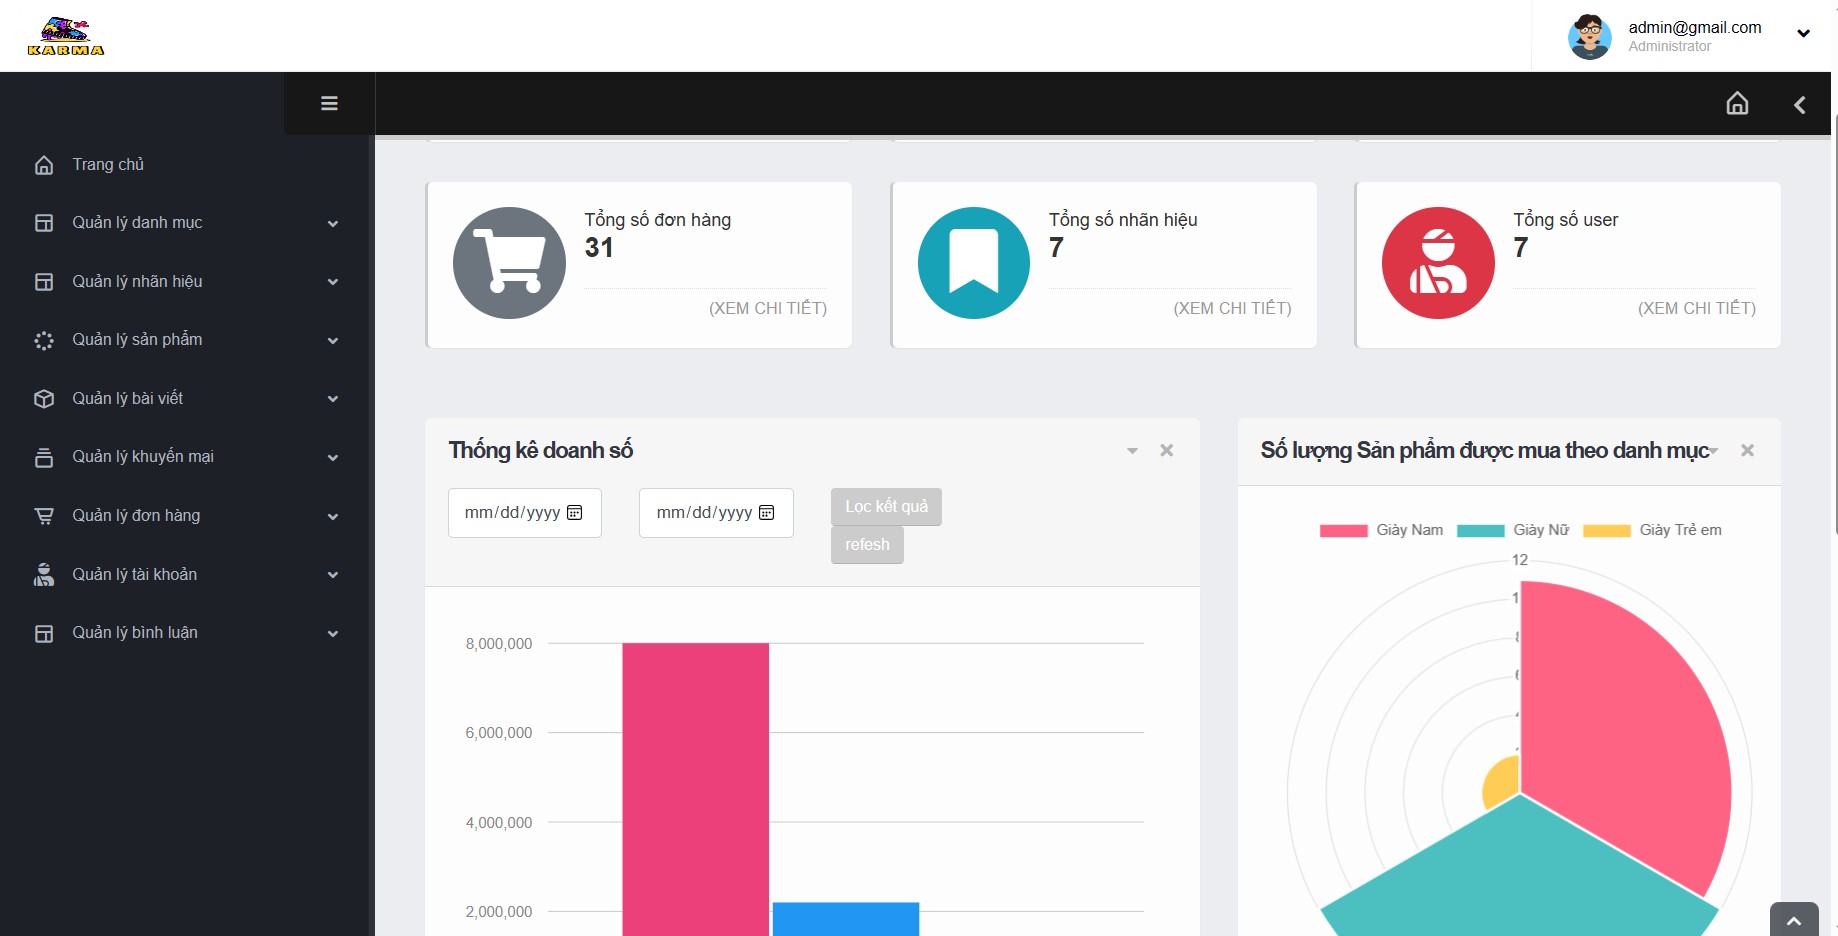 KARMA
admin@gmail.com
Administrator
Trang chủ
Quản lý danh mục
Quản lý nhãn hiệu
Quản lý sản phẩm
Quản lý bài viết
Quản lý khuyến mại
Quản lý đơn hàng
Quản lý tài khoản
Quản lý bình luận
Tổng số đơn hàng
31
(XEM CHI TIẾT)
Tổng số nhãn hiệu
7
(XEM CHI TIẾT)
Tổng số user
7
(XEM CHI TIẾT)
Thống kê doanh số
mm/dd/yyyy
mm/dd/yyyy
Lọc kết quả
refesh
8,000,000
6,000,000
4,000,000
2,000,000
Số lượng Sản phẩm được mua theo danh mục
Giày Nam
Giày Nữ
Giày Trẻ em
12